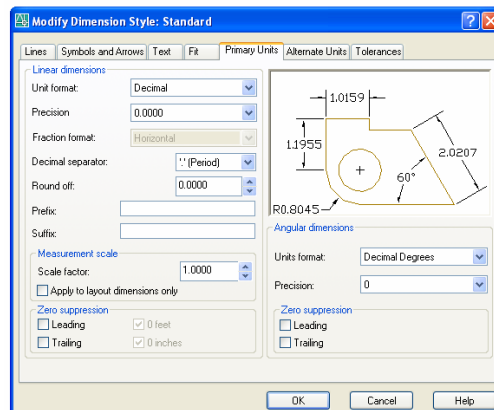 Modify Dimension Style: Standard
Lines Symbols and Arrows Text Fit Primary Units Alternate Units Tolerances
Linear dimensions
Unit format: Decimal
Precision 0.0000
Fraction format: Horizontal
Decimal separator: '.' (Period)
Round off: 0.0000
Prefix:
Suffix:
Measurement scale
Scale factor: 1.0000
Apply to layout dimensions only
Zero suppression
Leading 0 feet
Trailing 0 inches
1.0159
1.1955
2.0207
60°
R0.8045
Angular dimensions
Units format: Decimal Degrees
Precision: 0
Zero suppression
Leading
Trailing
OK Cancel Help